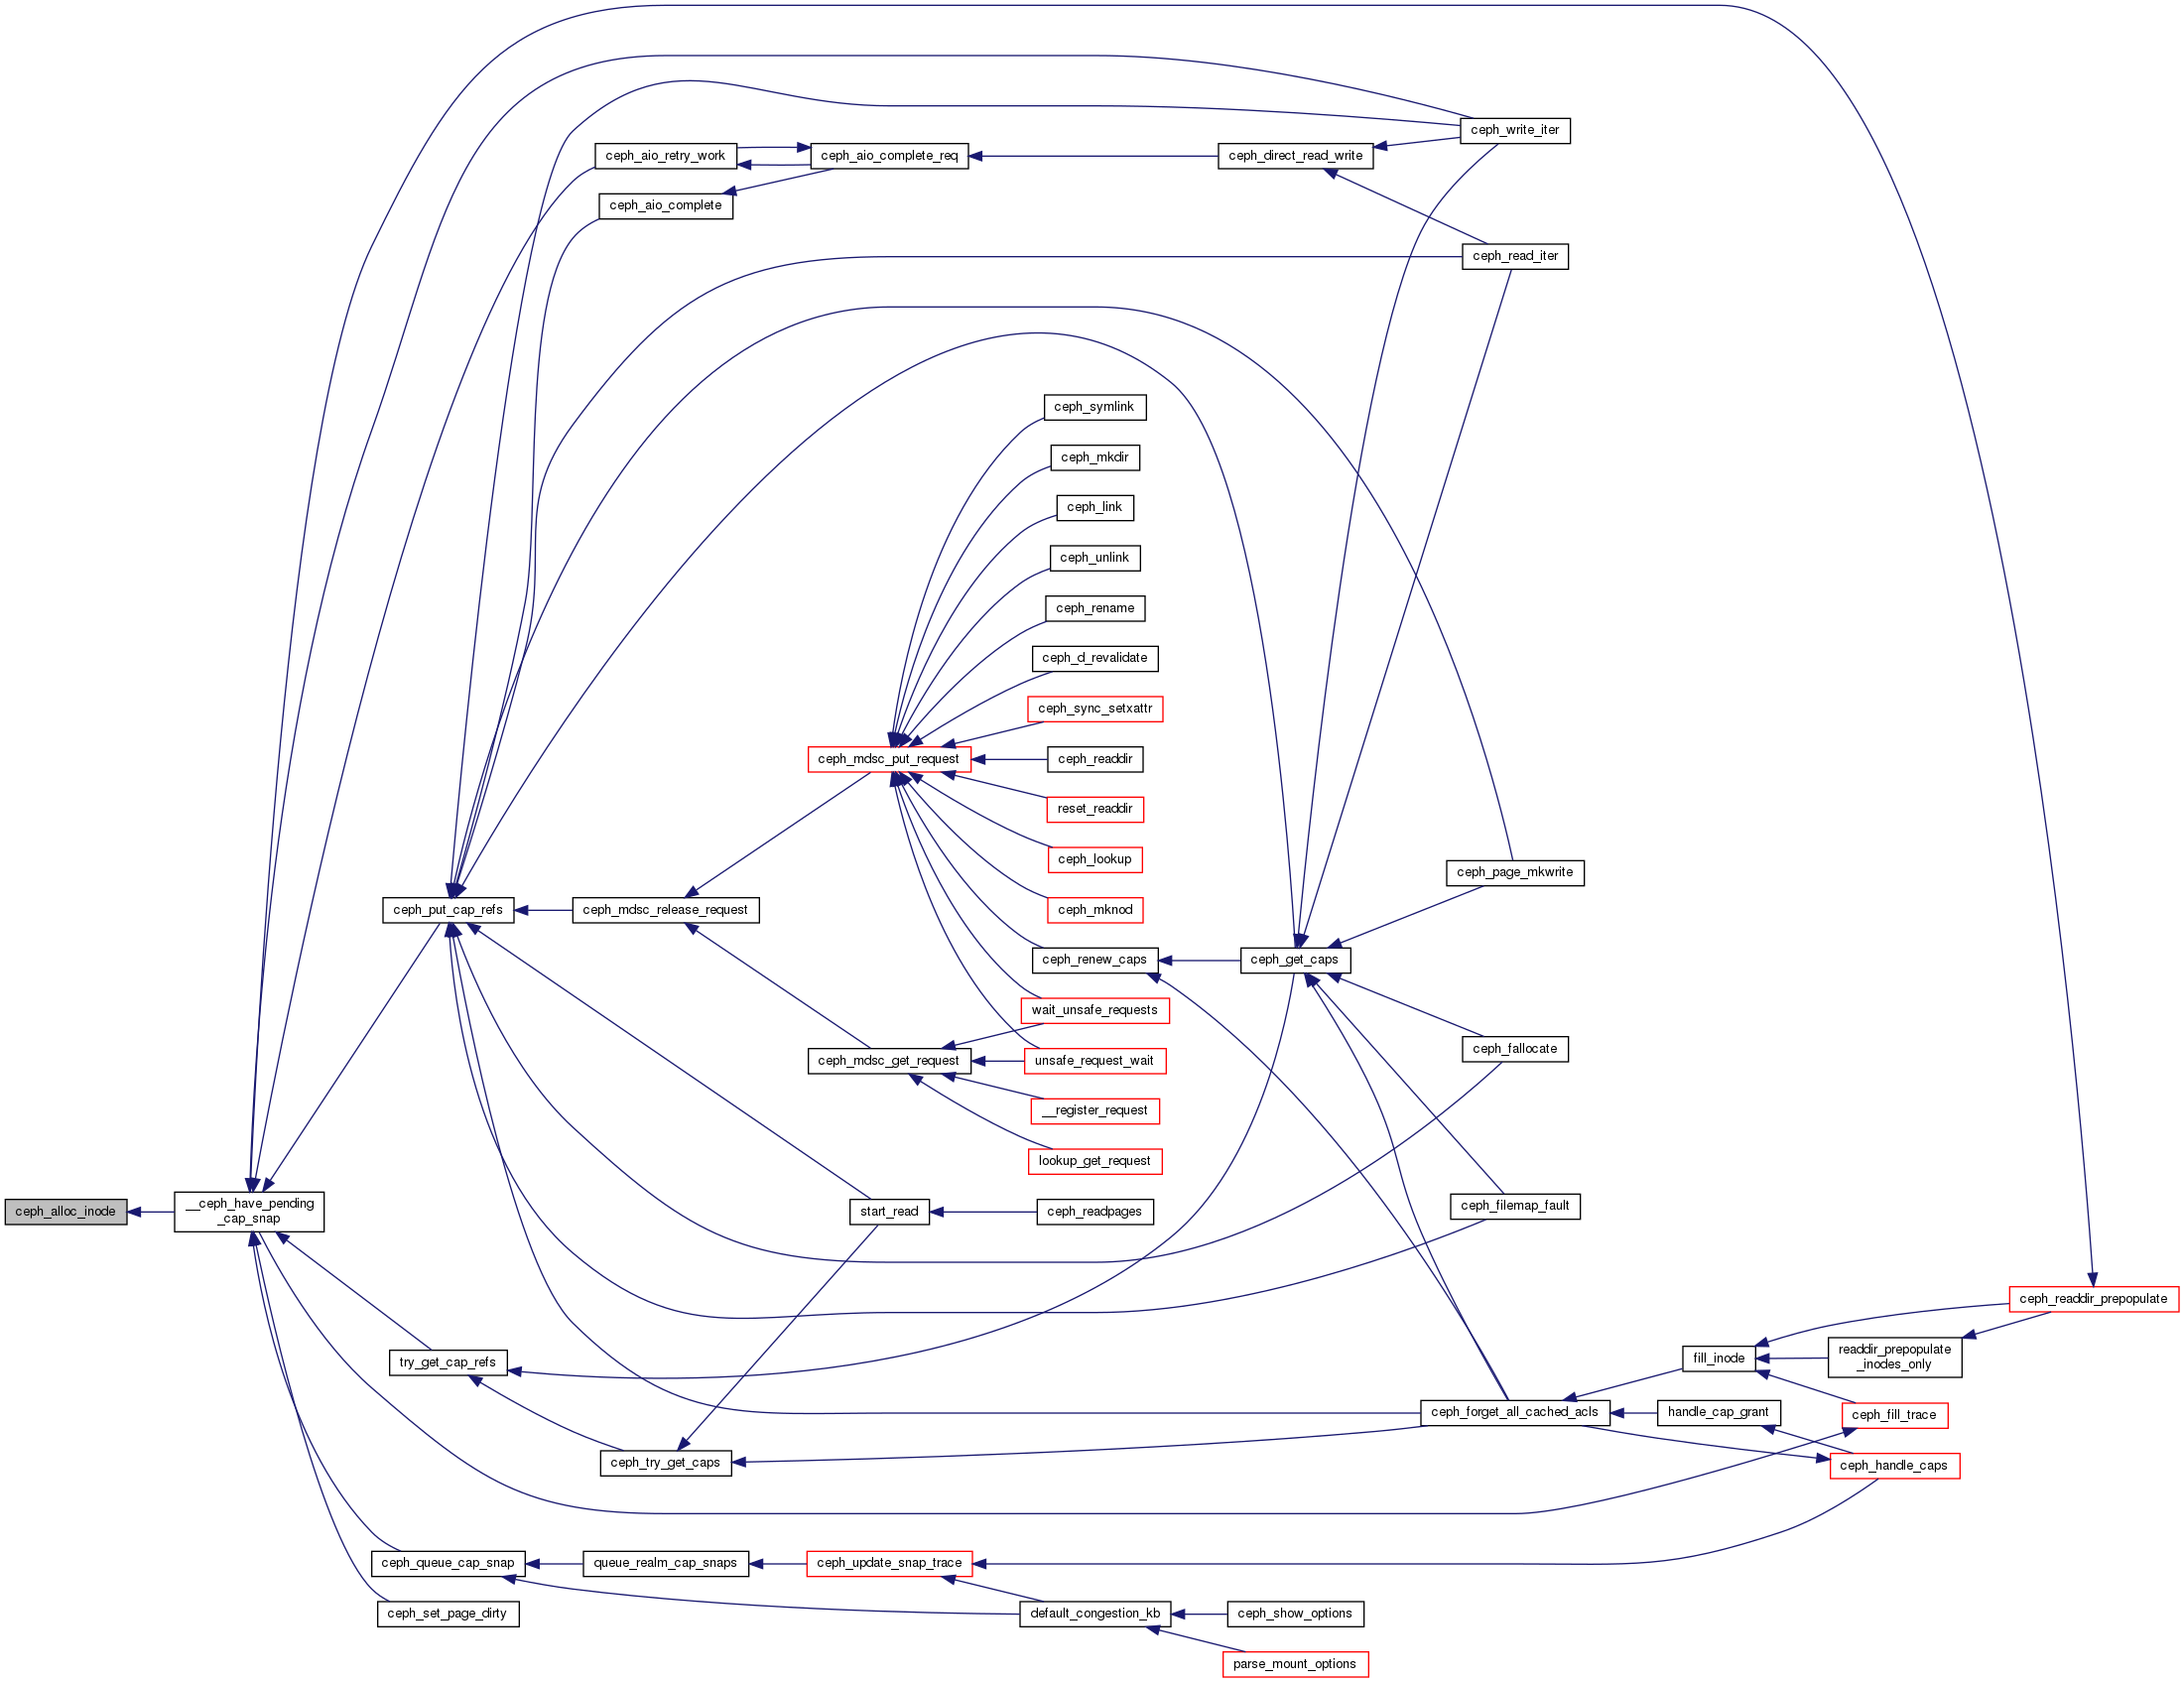 ceph_write_iter
ceph_aio_retry_work
ceph_aio_complete_req
ceph_direct_read_write
ceph_aio_complete
ceph_read_iter
ceph_symlink
ceph_mkdir
ceph_link
ceph_unlink
ceph_rename
ceph_d_revalidate
ceph_sync_setxattr
ceph_mdsc_put_request
ceph_readdir
reset_readdir
ceph_lookup
ceph_page_mkwrite
ceph_put_cap_refs
ceph_mdsc_release_request
ceph_mknod
ceph_renew_caps
ceph_get_caps
wait_unsafe_requests
ceph_fallocate
ceph_mdsc_get_request
unsafe_request_wait
__register_request
lookup_get_request
ceph_alloc_inode
__ceph_have_pending
_cap_snap
start_read
ceph_readpages
ceph_filemap_fault
ceph_readdir_prepopulate
try_get_cap_refs
fill_inode
readdir_prepopulate
_inodes_only
ceph_forget_all_cached_acls
handle_cap_grant
ceph_fill_trace
ceph_try_get_caps
ceph_handle_caps
ceph_queue_cap_snap
queue_realm_cap_snaps
ceph_update_snap_trace
ceph_set_page_dirty
default_congestion_kb
ceph_show_options
parse_mount_options